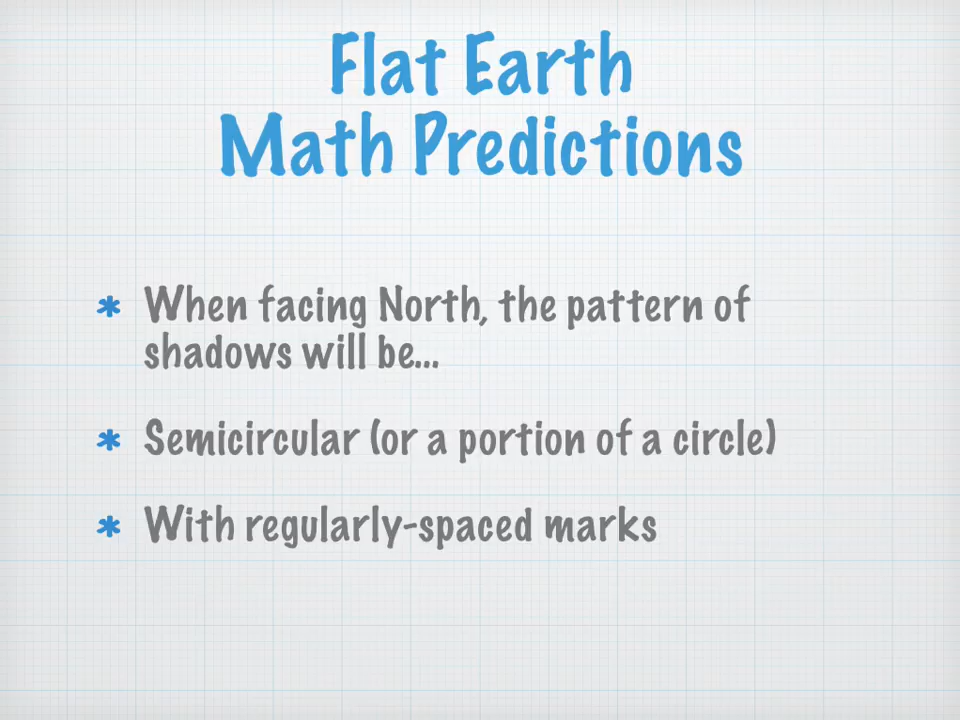 Flat Earth
Math Predictions
* When facing North, the pattern of
shadows will be...
* Semicircular (or a portion of a circle)
* With regularly-spaced marks